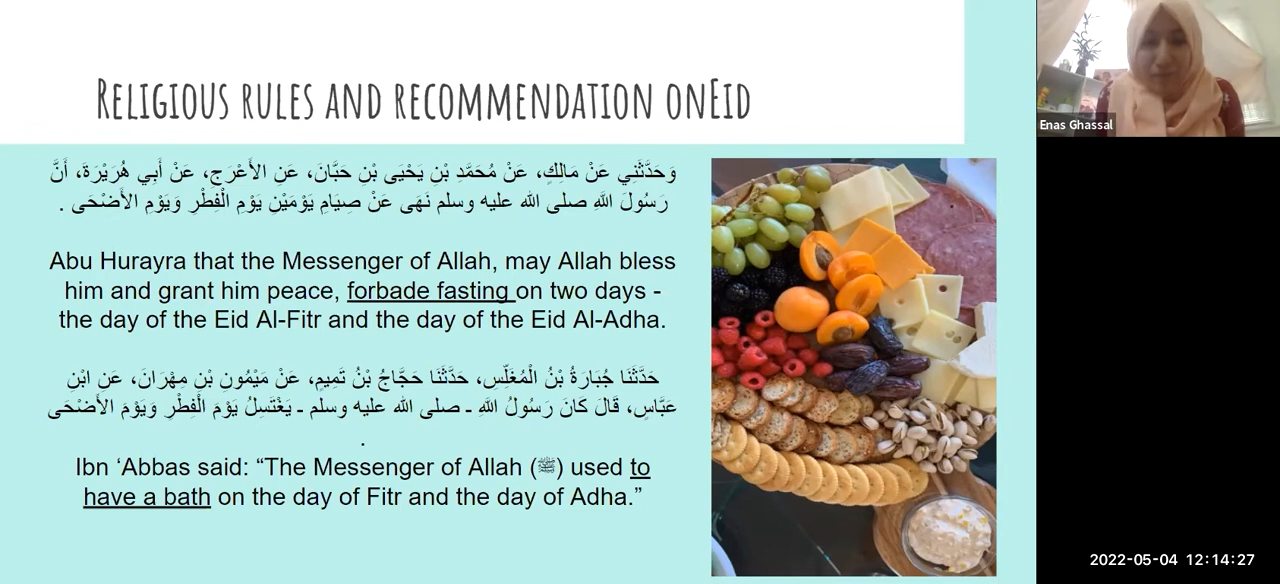 RELIGIOUS RULES AND RECOMMENDATION ONEID
وَحَدَّثَنِي عَنْ مَالِكٍ، عَنْ مُحَمَّدِ بْنِ يَحْيَى بْنِ حَبَّانَ، عَنِ الأَعْرَجِ، عَنْ أَبِي هُرَيْرَةَ، أَنَّ
رَسُولَ اللَّهِ صلى الله عليه وسلم نَهَى عَنْ صِيَامِ يَوْمَيْنِ يَوْمِ الْفِطْرِ وَيَوْمِ الأَضْحَى .
Abu Hurayra that the Messenger of Allah, may Allah bless
him and grant him peace, forbade fasting on two days -
the day of the Eid Al-Fitr and the day of the Eid Al-Adha.
حَدَّثَنَا جُبَارَةُ بْنُ الْمُغَلِّسِ، حَدَّثَنَا حَجَّاجُ بْنُ تَمِيمٍ، عَنْ مَيْمُونِ بْنِ مِهْرَانَ، عَنِ ابْنِ
عَبَّاسٍ، قَالَ كَانَ رَسُولُ اللَّهِ ـ صلى الله عليه وسلم ـ يَغْتَسِلُ يَوْمَ الْفِطْرِ وَيَوْمَ الأَضْحَى
.
Ibn ‘Abbas said: “The Messenger of Allah (ﷺ) used to
have a bath on the day of Fitr and the day of Adha.”
Enas Ghassal
2022-05-04 12:14:27